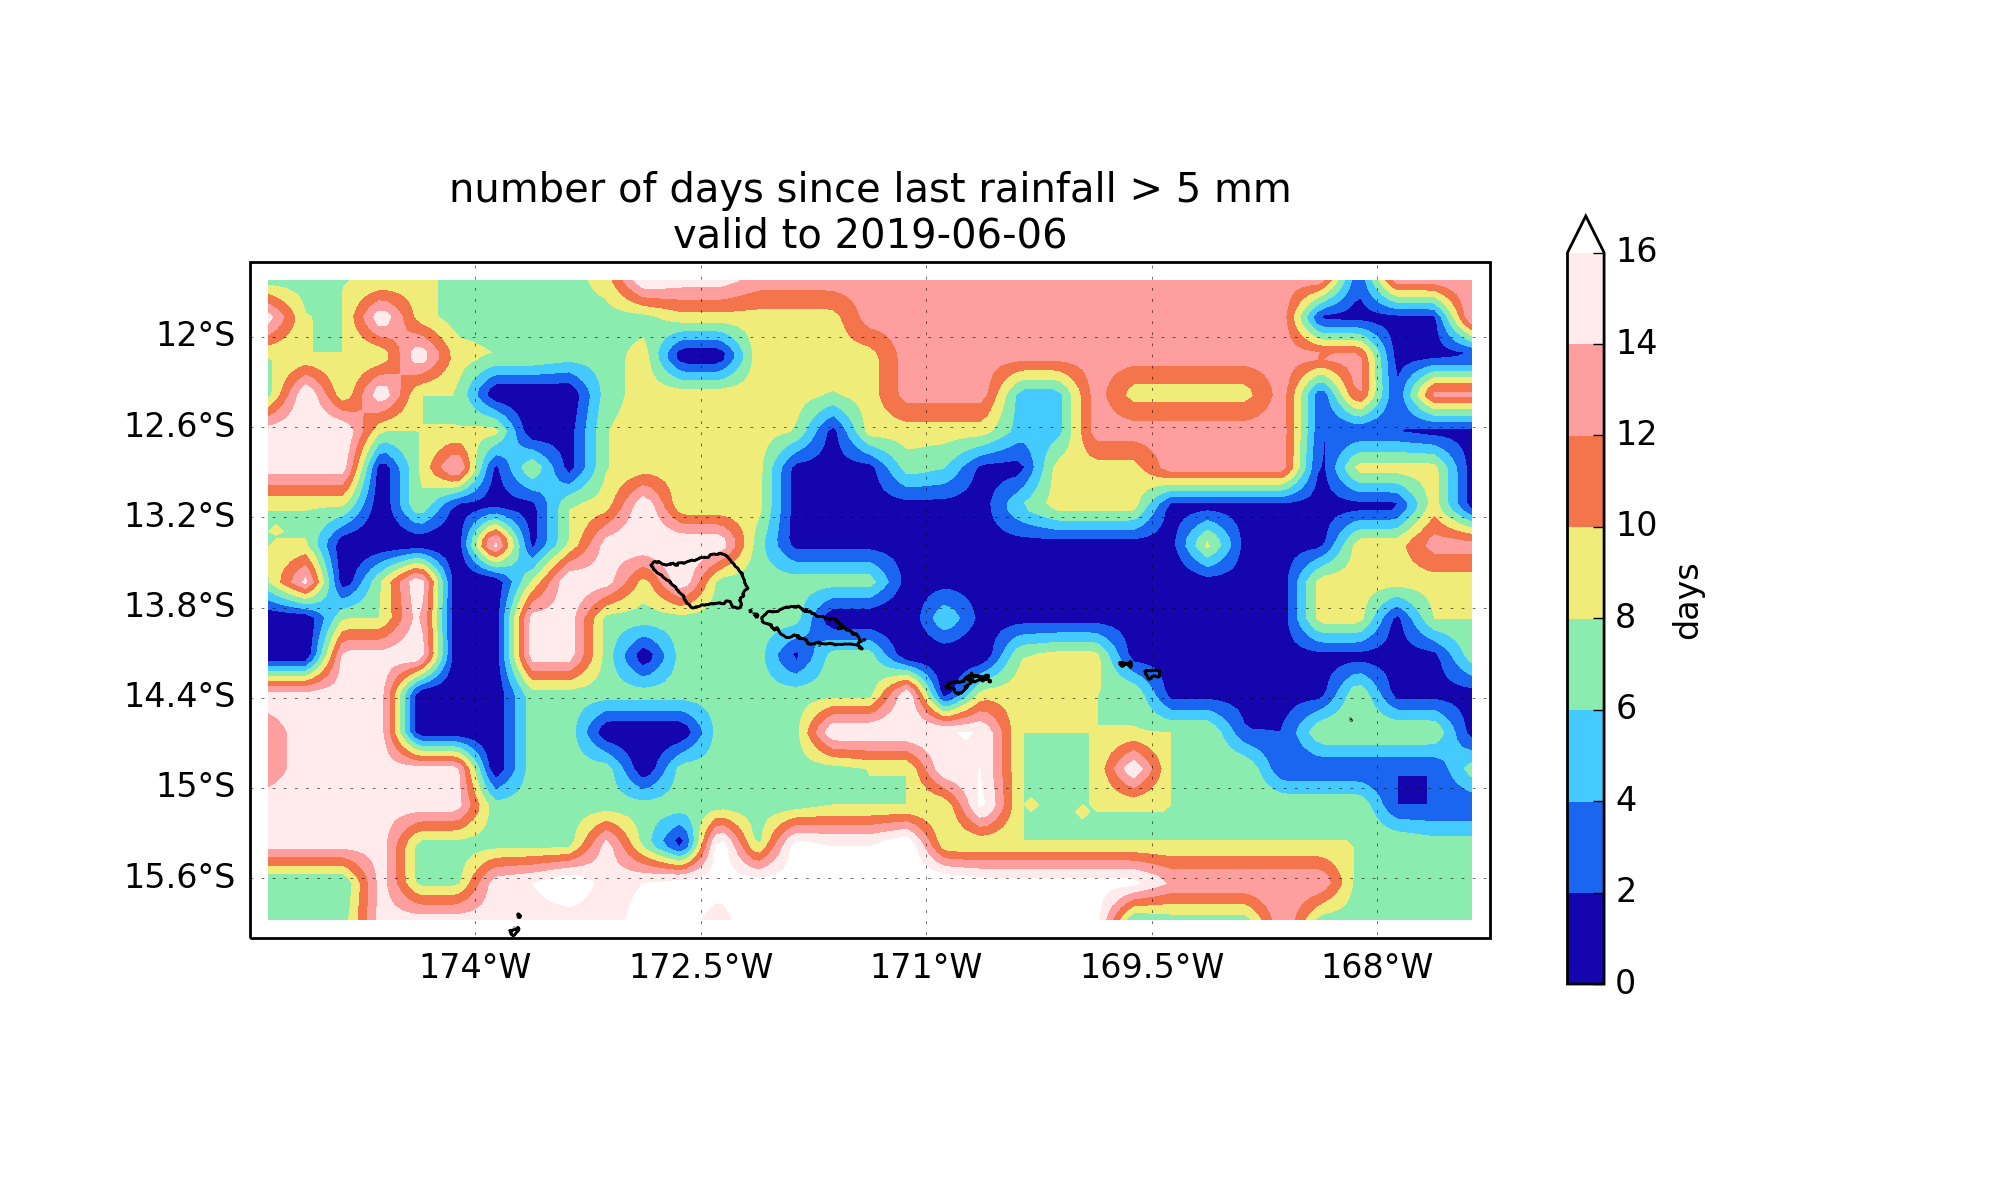 number of days since last rainfall > 5 mm
valid to 2019-06-06
12°S
12.6°S
13.2°S
13.8°S
14.4°S
15°S
15.6°S
174°W
172.5°W
171°W
169.5°W
168°W
16
14
12
10
8
6
4
2
0
days